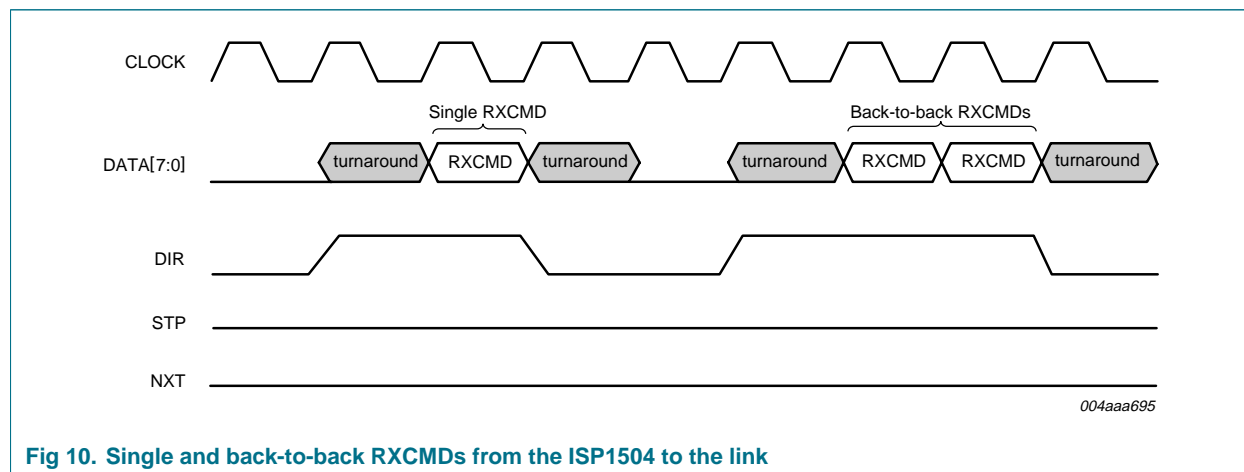 CLOCK
Single RXCMD
Back-to-back RXCMDs
DATA[7:0]
turnaround
RXCMD
turnaround
turnaround
RXCMD
RXCMD
turnaround
DIR
STP
NXT
004aaa695
Fig 10. Single and back-to-back RXCMDs from the ISP1504 to the link